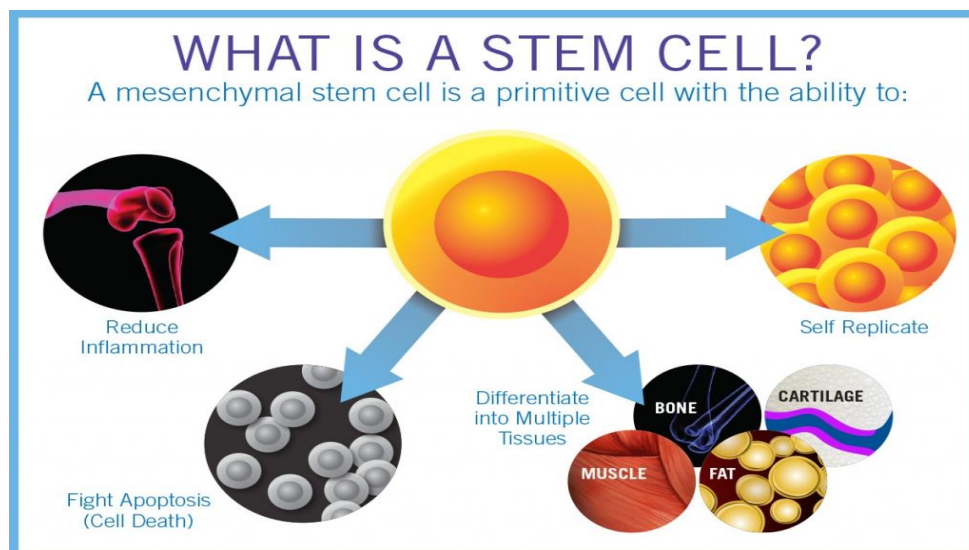 WHAT IS A STEM CELL?
A mesenchymal stem cell is a primitive cell with the ability to:
Reduce
Inflammation
Self Replicate
Fight Apoptosis
(Cell Death)
Differentiate
into Multiple
Tissues
BONE
CARTILAGE
MUSCLE
FAT